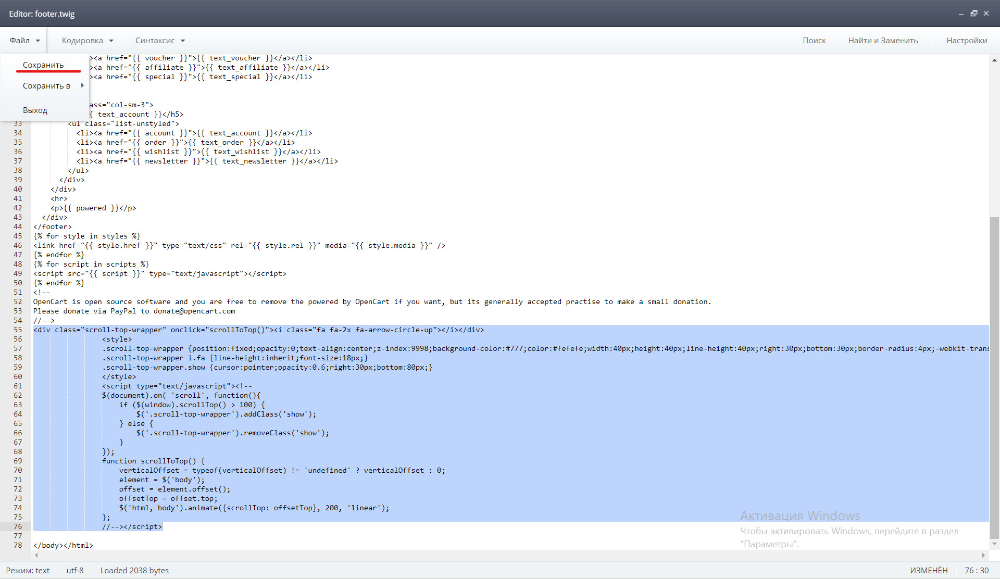 Editor: footer.twig
Файл Кодировка Синтаксис Поиск Найти и Заменить Настройки
Сохранить
Сохранить в
Выход
><a href="{{ voucher }}">{{ text_voucher }}</a></li>
><a href="{{ affiliate }}">{{ text_affiliate }}</a></li>
><a href="{{ special }}">{{ text_special }}</a></li>
ass="col-sm-3">
{ text_account }}</h5>
33 <ul class="list-unstyled">
34 <li><a href="{{ account }}">{{ text_account }}</a></li>
35 <li><a href="{{ order }}">{{ text_order }}</a></li>
36 <li><a href="{{ wishlist }}">{{ text_wishlist }}</a></li>
37 <li><a href="{{ newsletter }}">{{ text_newsletter }}</a></li>
38 </ul>
39 </div>
40 </div>
41 <hr>
42 <p>{{ powered }}</p>
43 </div>
44 </footer>
45 {% for style in styles %}
46 <link href="{{ style.href }}" type="text/css" rel="{{ style.rel }}" media="{{ style.media }}" />
47 {% endfor %}
48 {% for script in scripts %}
49 <script src="{{ script }}" type="text/javascript"></script>
50 {% endfor %}
51 <!--
52 OpenCart is open source software and you are free to remove the powered by OpenCart if you want, but its generally accepted practise to make a small donation.
53 Please donate via PayPal to donate@opencart.com
54 //-->
55 <div class="scroll-top-wrapper" onclick="scrollToTop()"><i class="fa fa-2x fa-arrow-circle-up"></i></div>
56 <style>
57 .scroll-top-wrapper {position:fixed;opacity:0;text-align:center;z-index:9998;background-color:#777;color:#fefefe;width:40px;height:40px;line-height:40px;right:30px;bottom:30px;border-radius:4px;-webkit-trans
58 .scroll-top-wrapper i.fa {line-height:inherit;font-size:18px;}
59 .scroll-top-wrapper.show {cursor:pointer;opacity:0.6;right:30px;bottom:80px;}
60 </style>
61 <script type="text/javascript"><!--
62 $(document).on( 'scroll', function(){
63 if ($(window).scrollTop() > 100) {
64 $('.scroll-top-wrapper').addClass('show');
65 } else {
66 $('.scroll-top-wrapper').removeClass('show');
67 }
68 });
69 function scrollToTop() {
70 verticalOffset = typeof(verticalOffset) != 'undefined' ? verticalOffset : 0;
71 element = $('body');
72 offset = element.offset();
73 offsetTop = offset.top;
74 $('html, body').animate({scrollTop: offsetTop}, 200, 'linear');
75 };
76 //--></script>
77
78 </body></html>
Активация Windows
Чтобы активировать Windows, перейдите в раздел
"Параметры".
Режим: text utf-8 Loaded 2038 bytes ИЗМЕНЁН 76 : 30